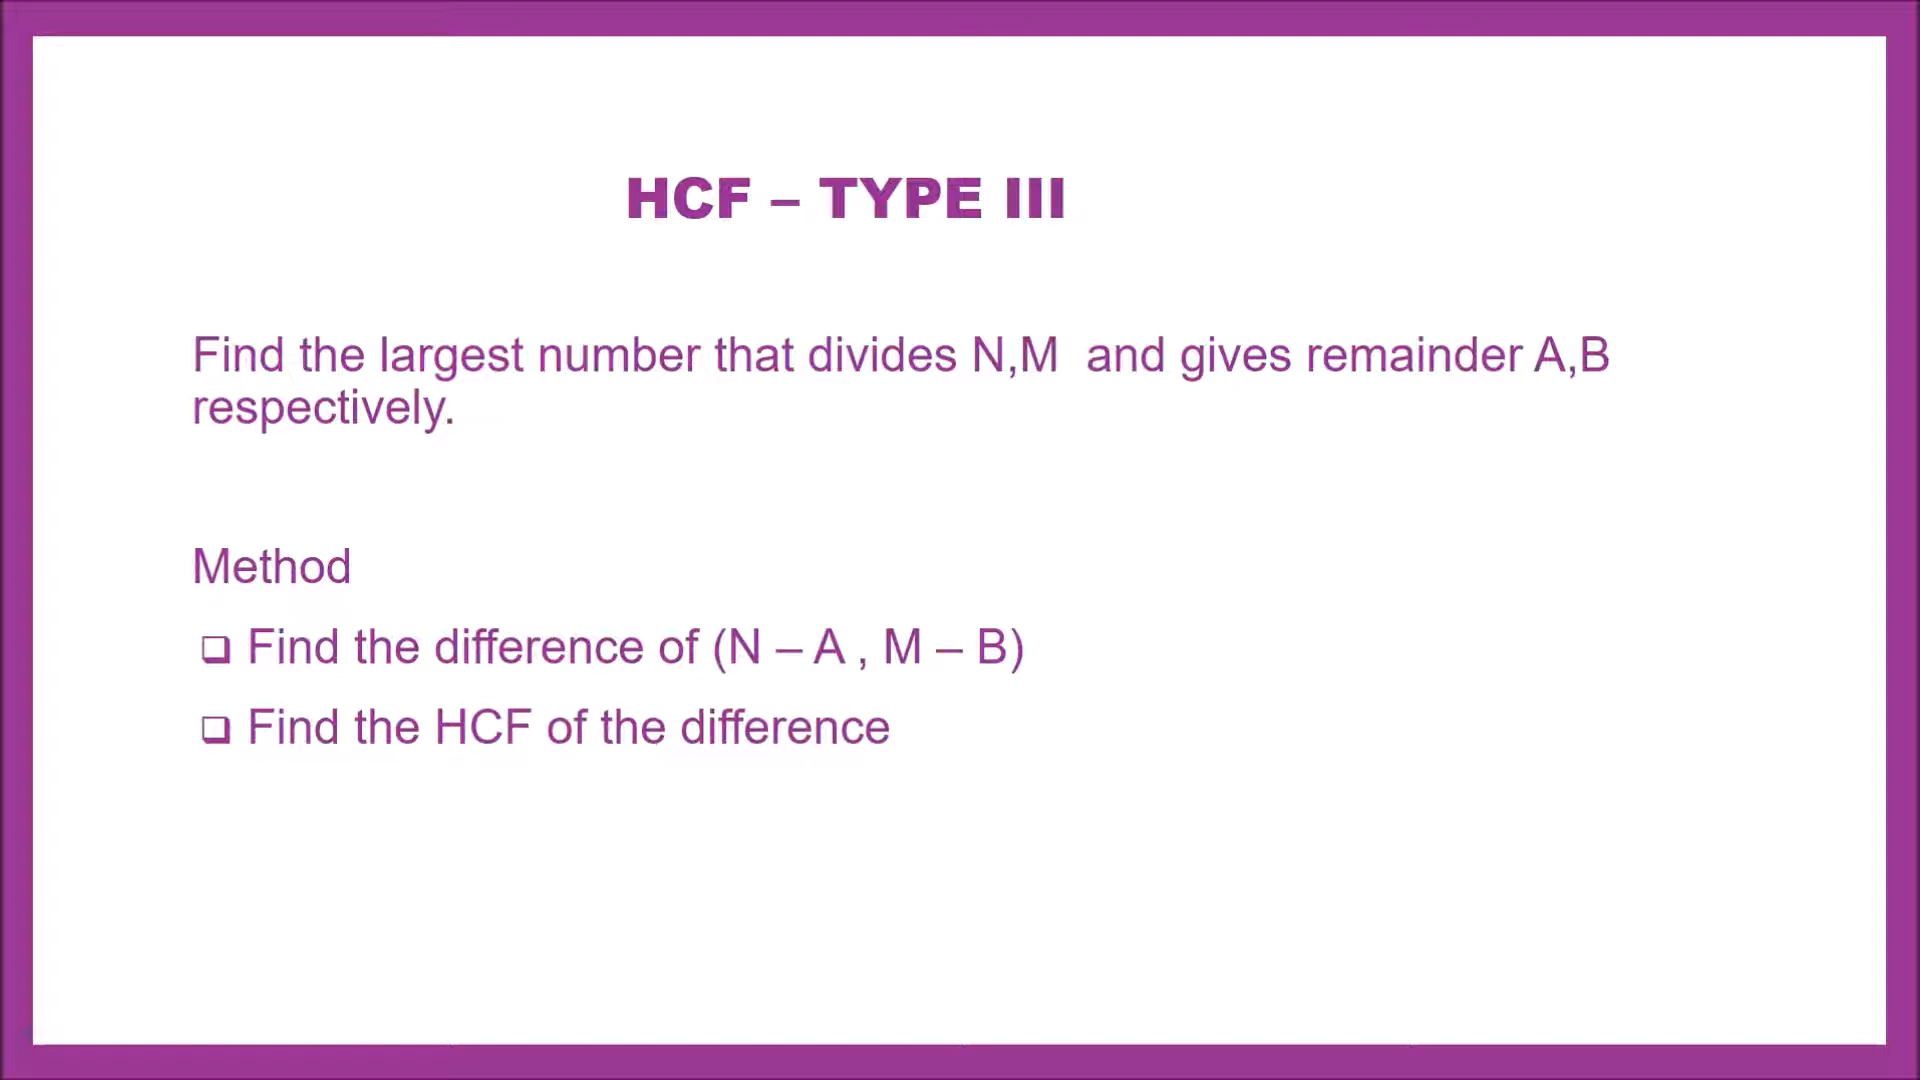 HCF – TYPE III
Find the largest number that divides N,M  and gives remainder A,B
respectively.
Method
❑ Find the difference of (N – A , M – B)
❑ Find the HCF of the difference